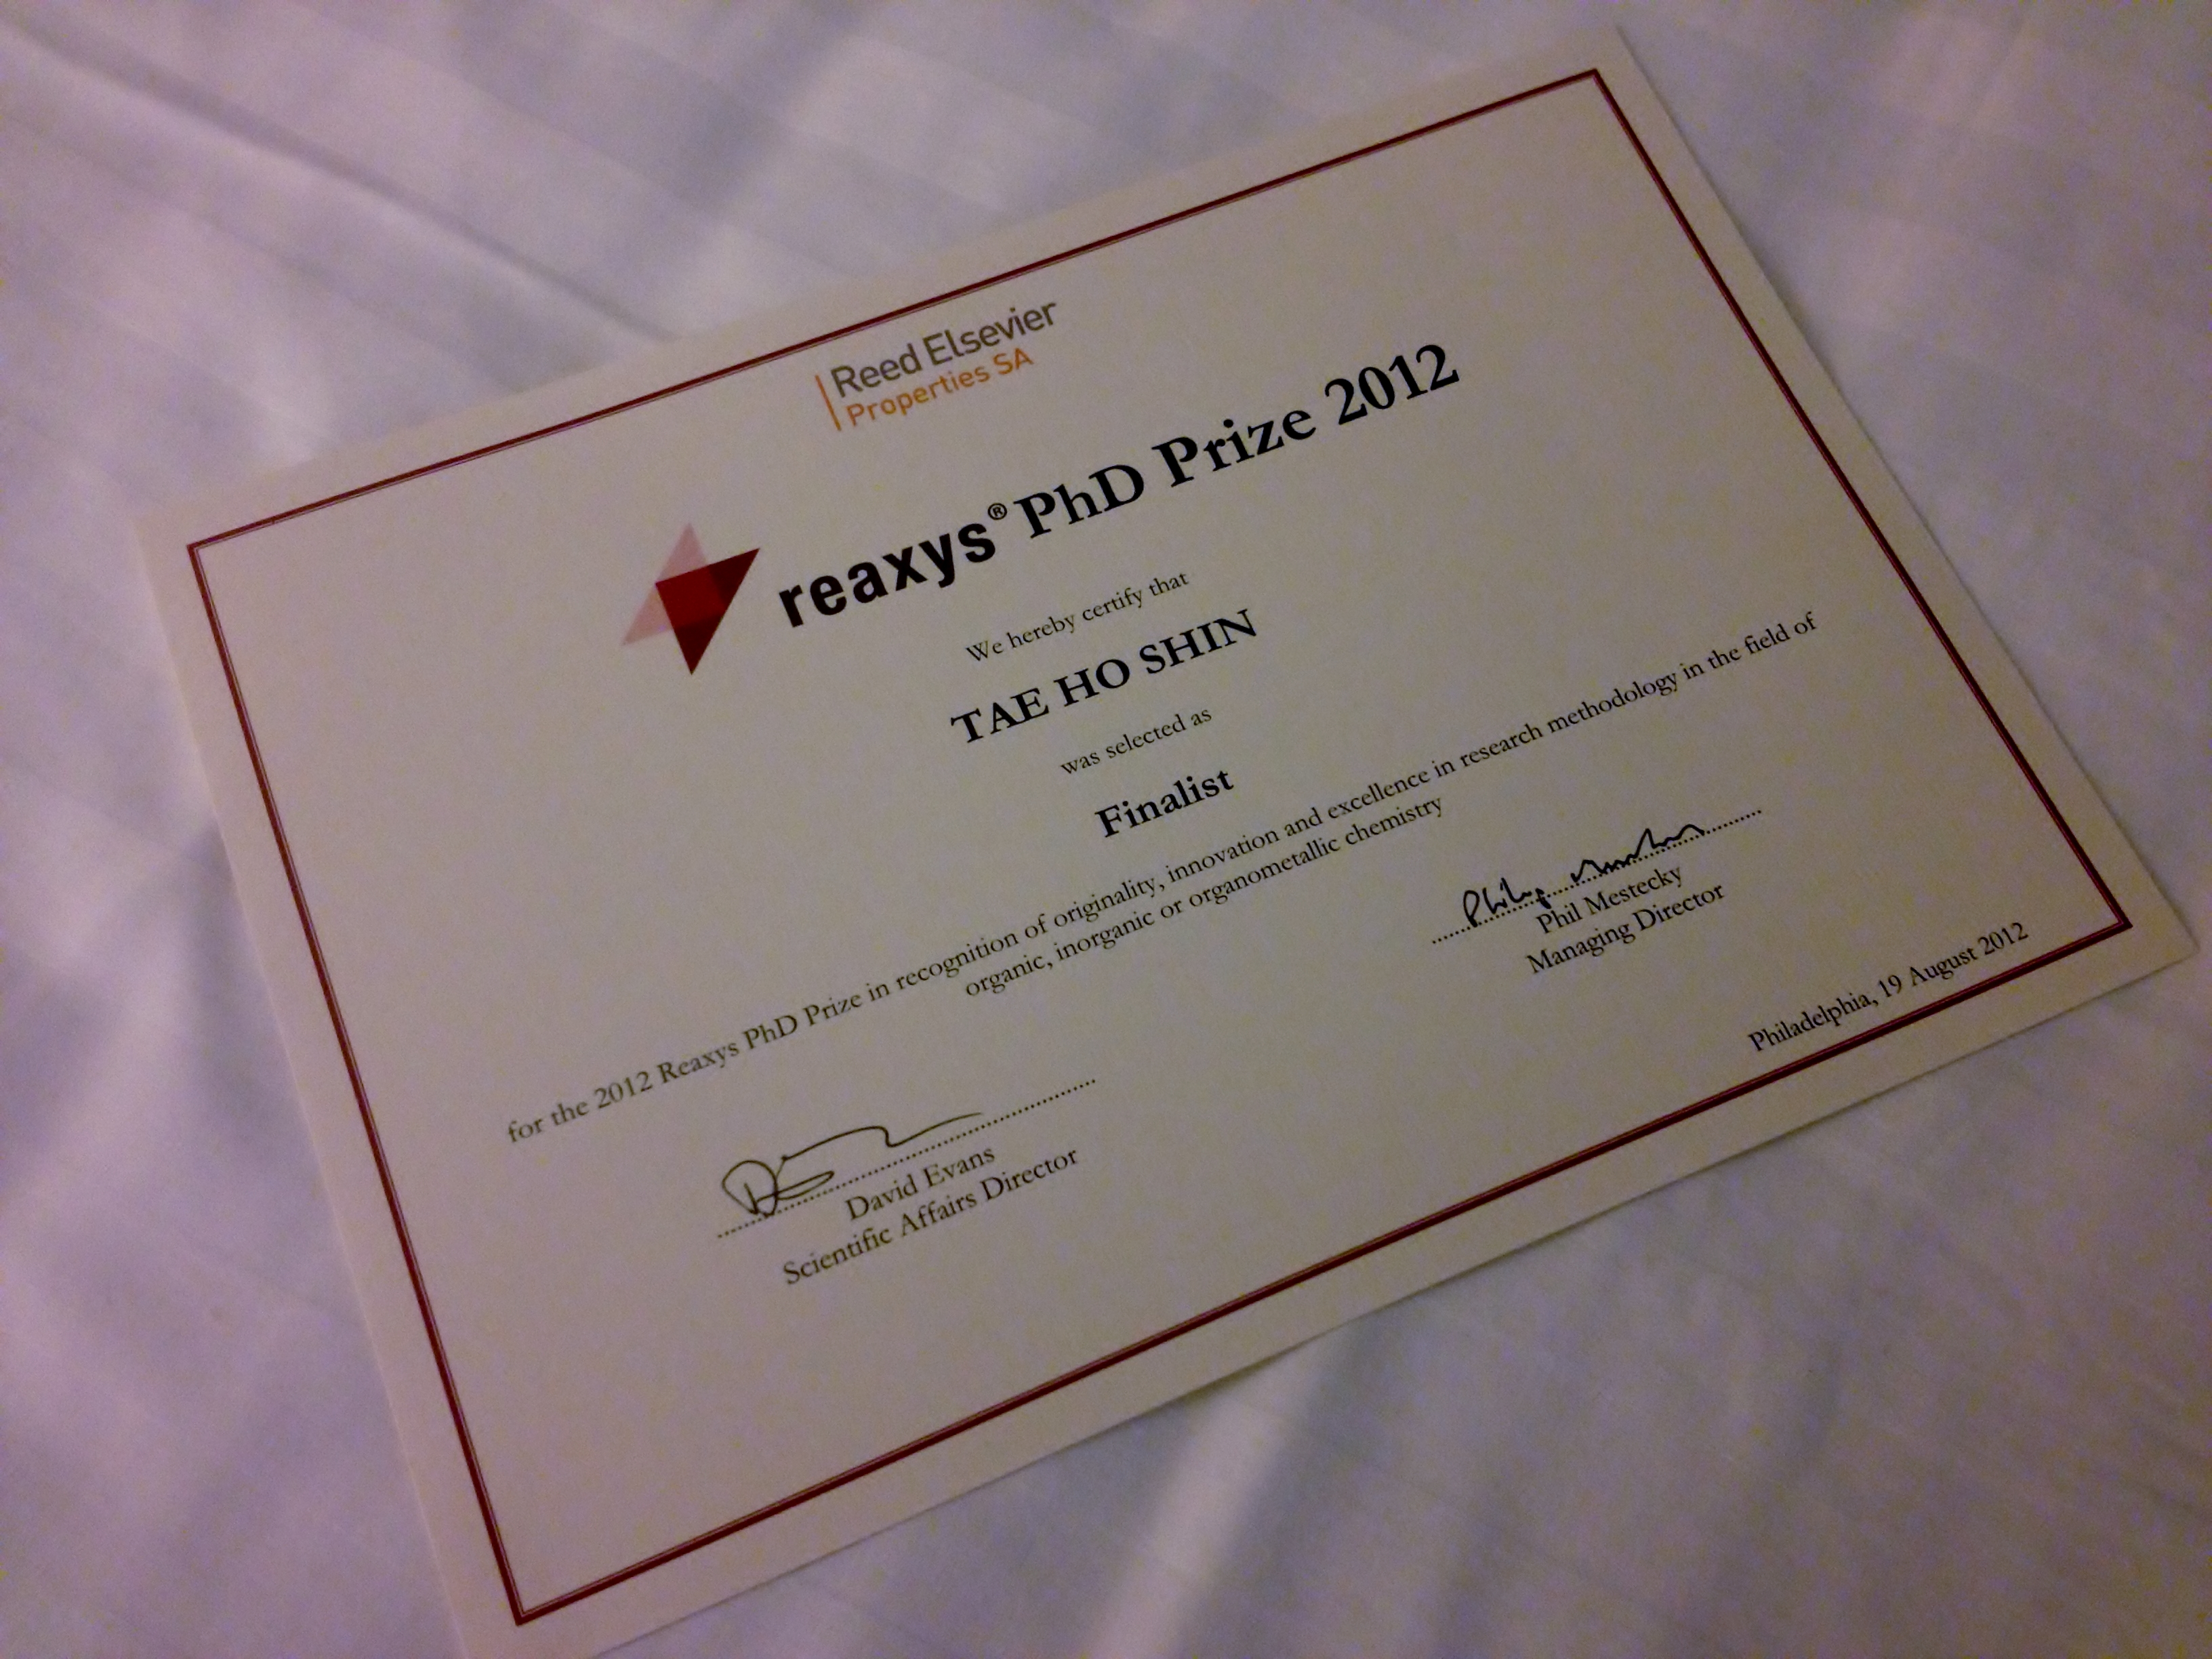 Reed Elsevier
Properties SA
reaxys® PhD Prize 2012
We hereby certify that
TAE HO SHIN
was selected as
Finalist
for the 2012 Reaxys PhD Prize in recognition of originality, innovation and excellence in research methodology in the field of
organic, inorganic or organometallic chemistry
David Evans
Scientific Affairs Director
Phil Mestecky
Managing Director
Philadelphia, 19 August 2012